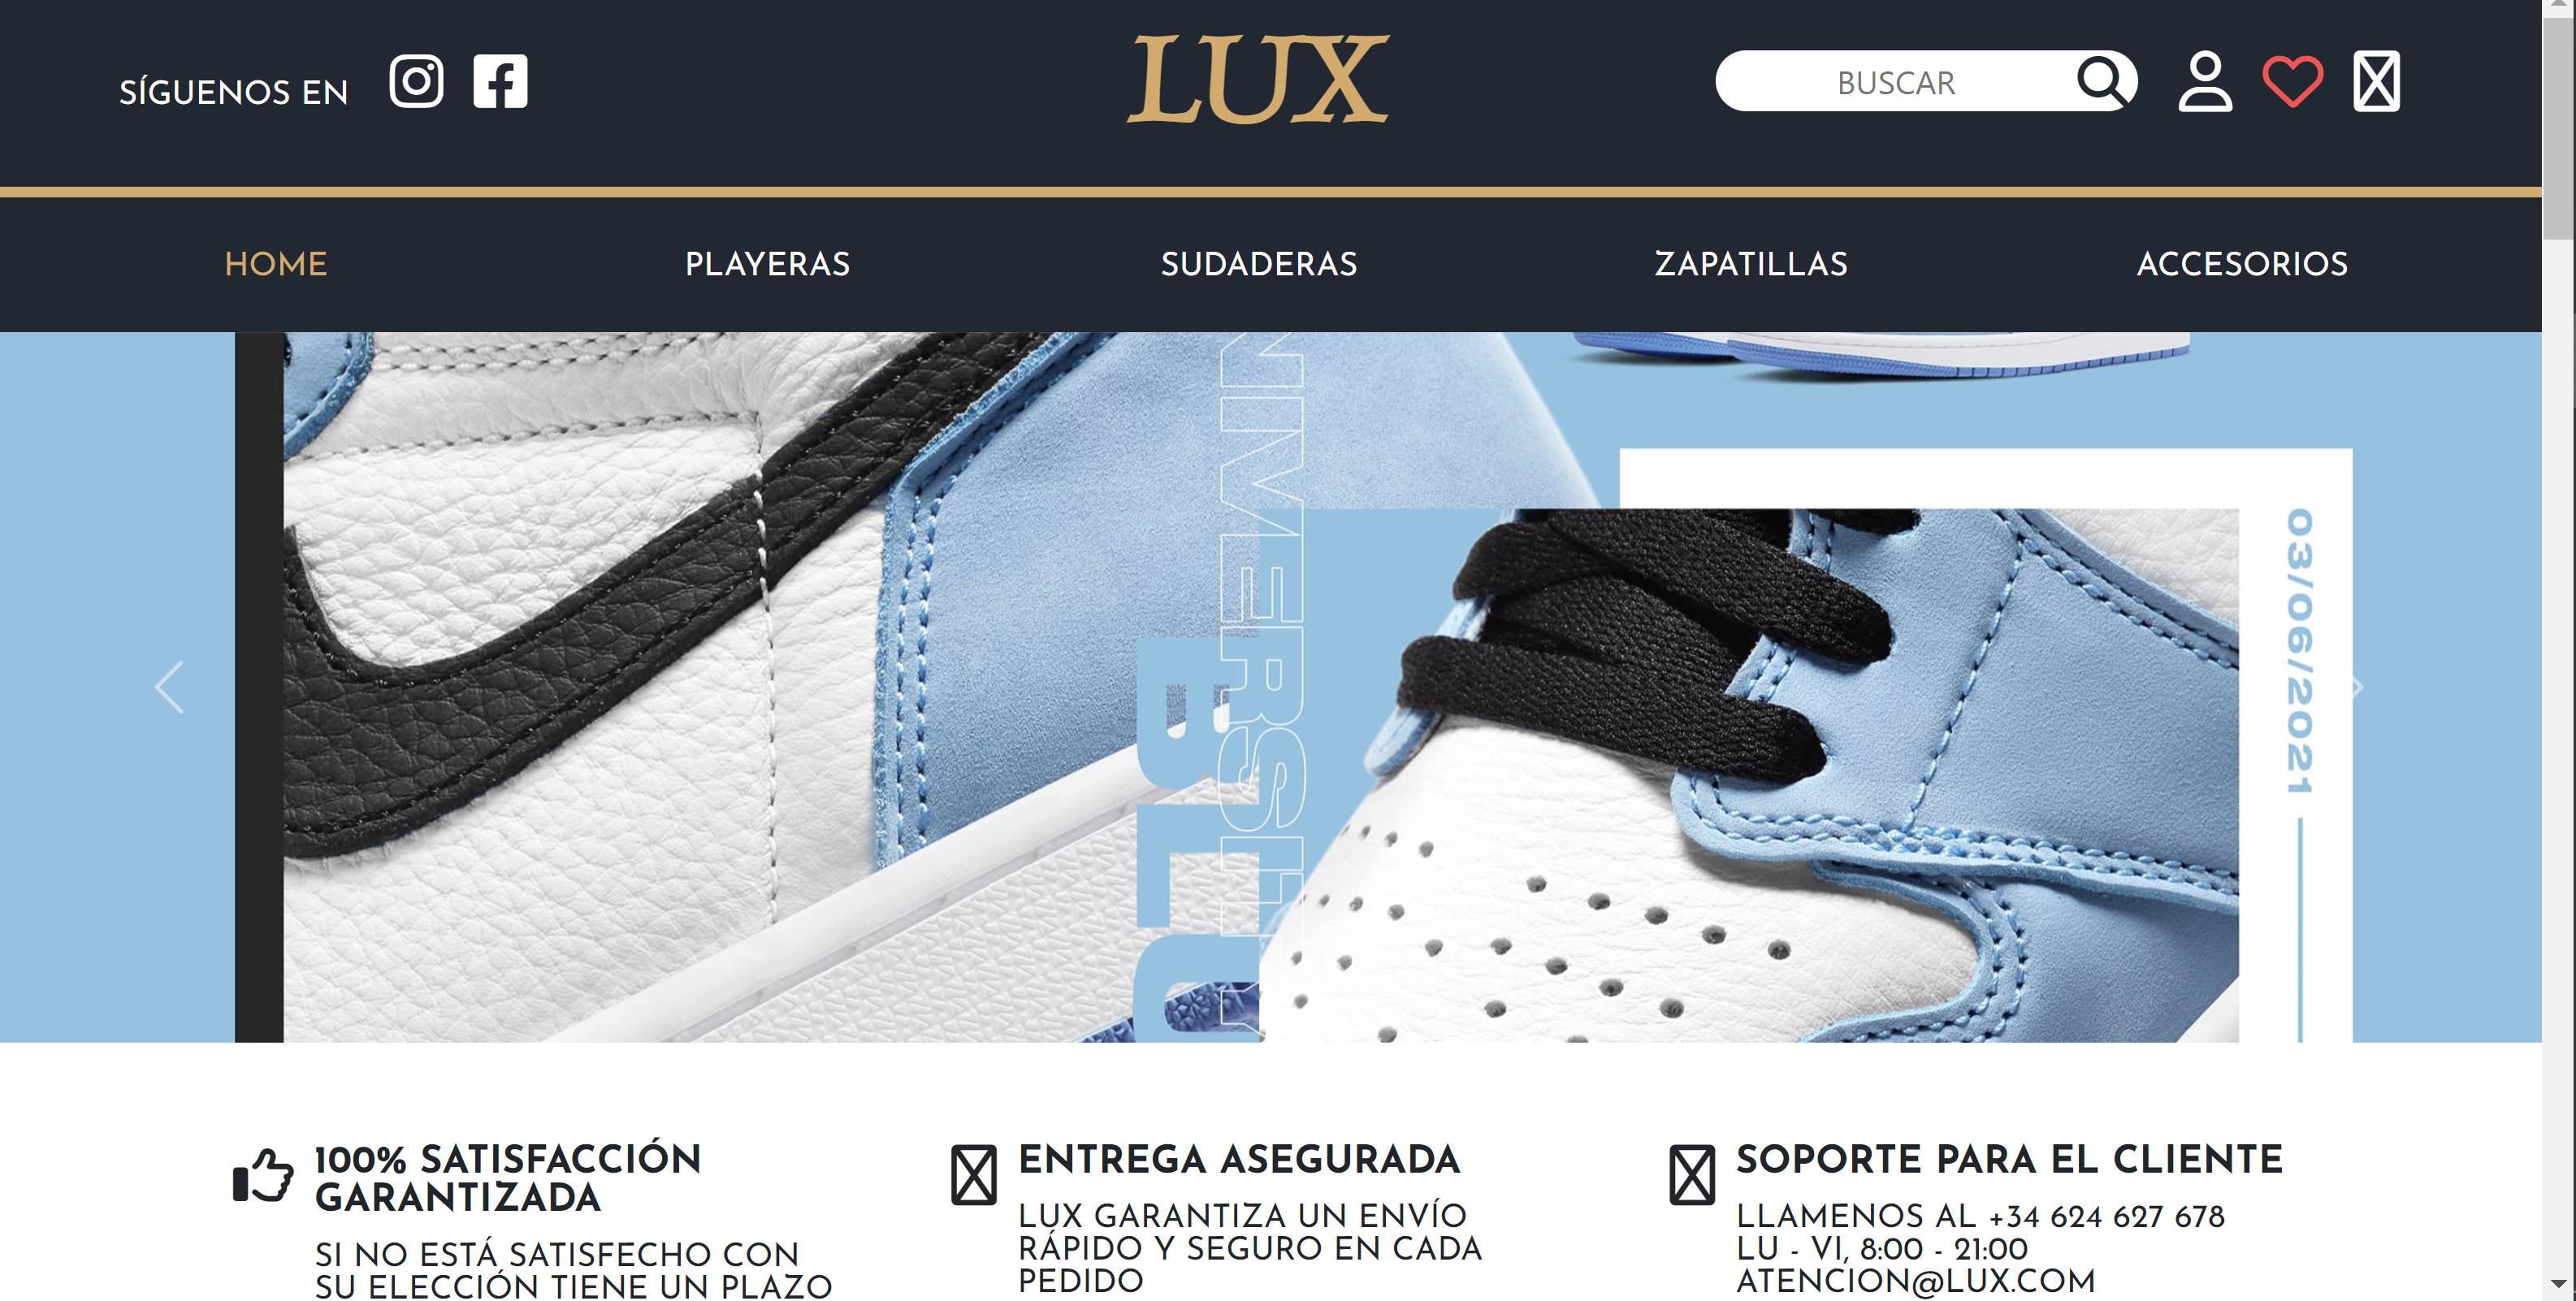 SÍGUENOS EN
LUX
BUSCAR
HOME
PLAYERAS
SUDADERAS
ZAPATILLAS
ACCESORIOS
03/06/2021
100% SATISFACCIÓN
GARANTIZADA
SI NO ESTÁ SATISFECHO CON
SU ELECCIÓN TIENE UN PLAZO
ENTREGA ASEGURADA
LUX GARANTIZA UN ENVÍO
RÁPIDO Y SEGURO EN CADA
PEDIDO
SOPORTE PARA EL CLIENTE
LLAMENOS AL +34 624 627 678
LU - VI, 8:00 - 21:00
ATENCION@LUX.COM